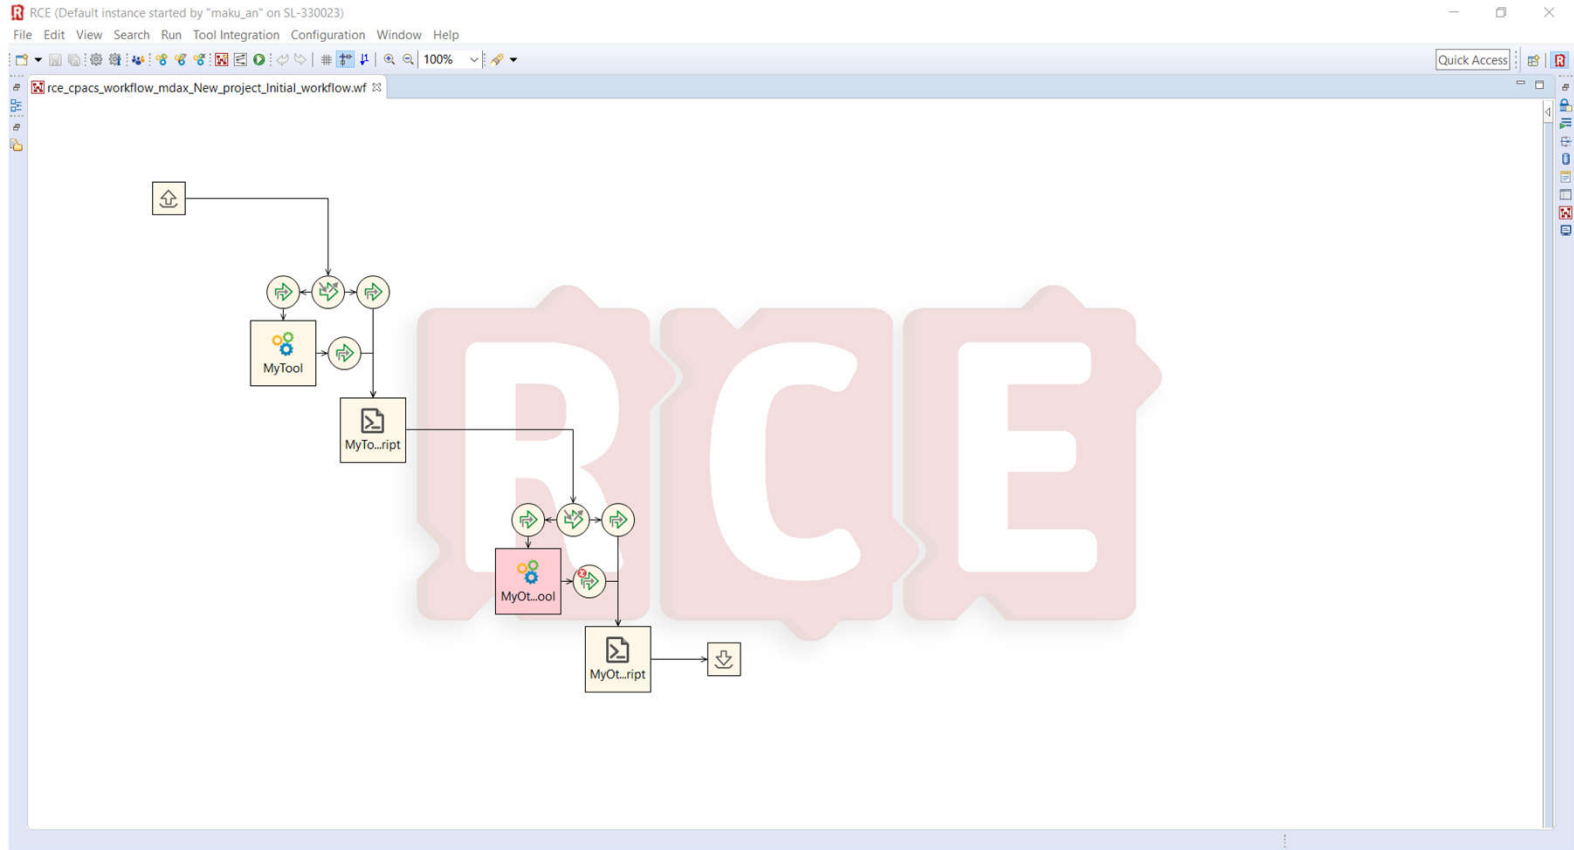 RCE (Default instance started by "maku_an" on SL-330023)
File Edit View Search Run Tool Integration Configuration Window Help
100%
Quick Access
rce_cpacs_workflow_mdax_New_project_Initial_workflow.wf
MyTool
MyTo...ript
MyOt...ool
MyOt...ript
RCE